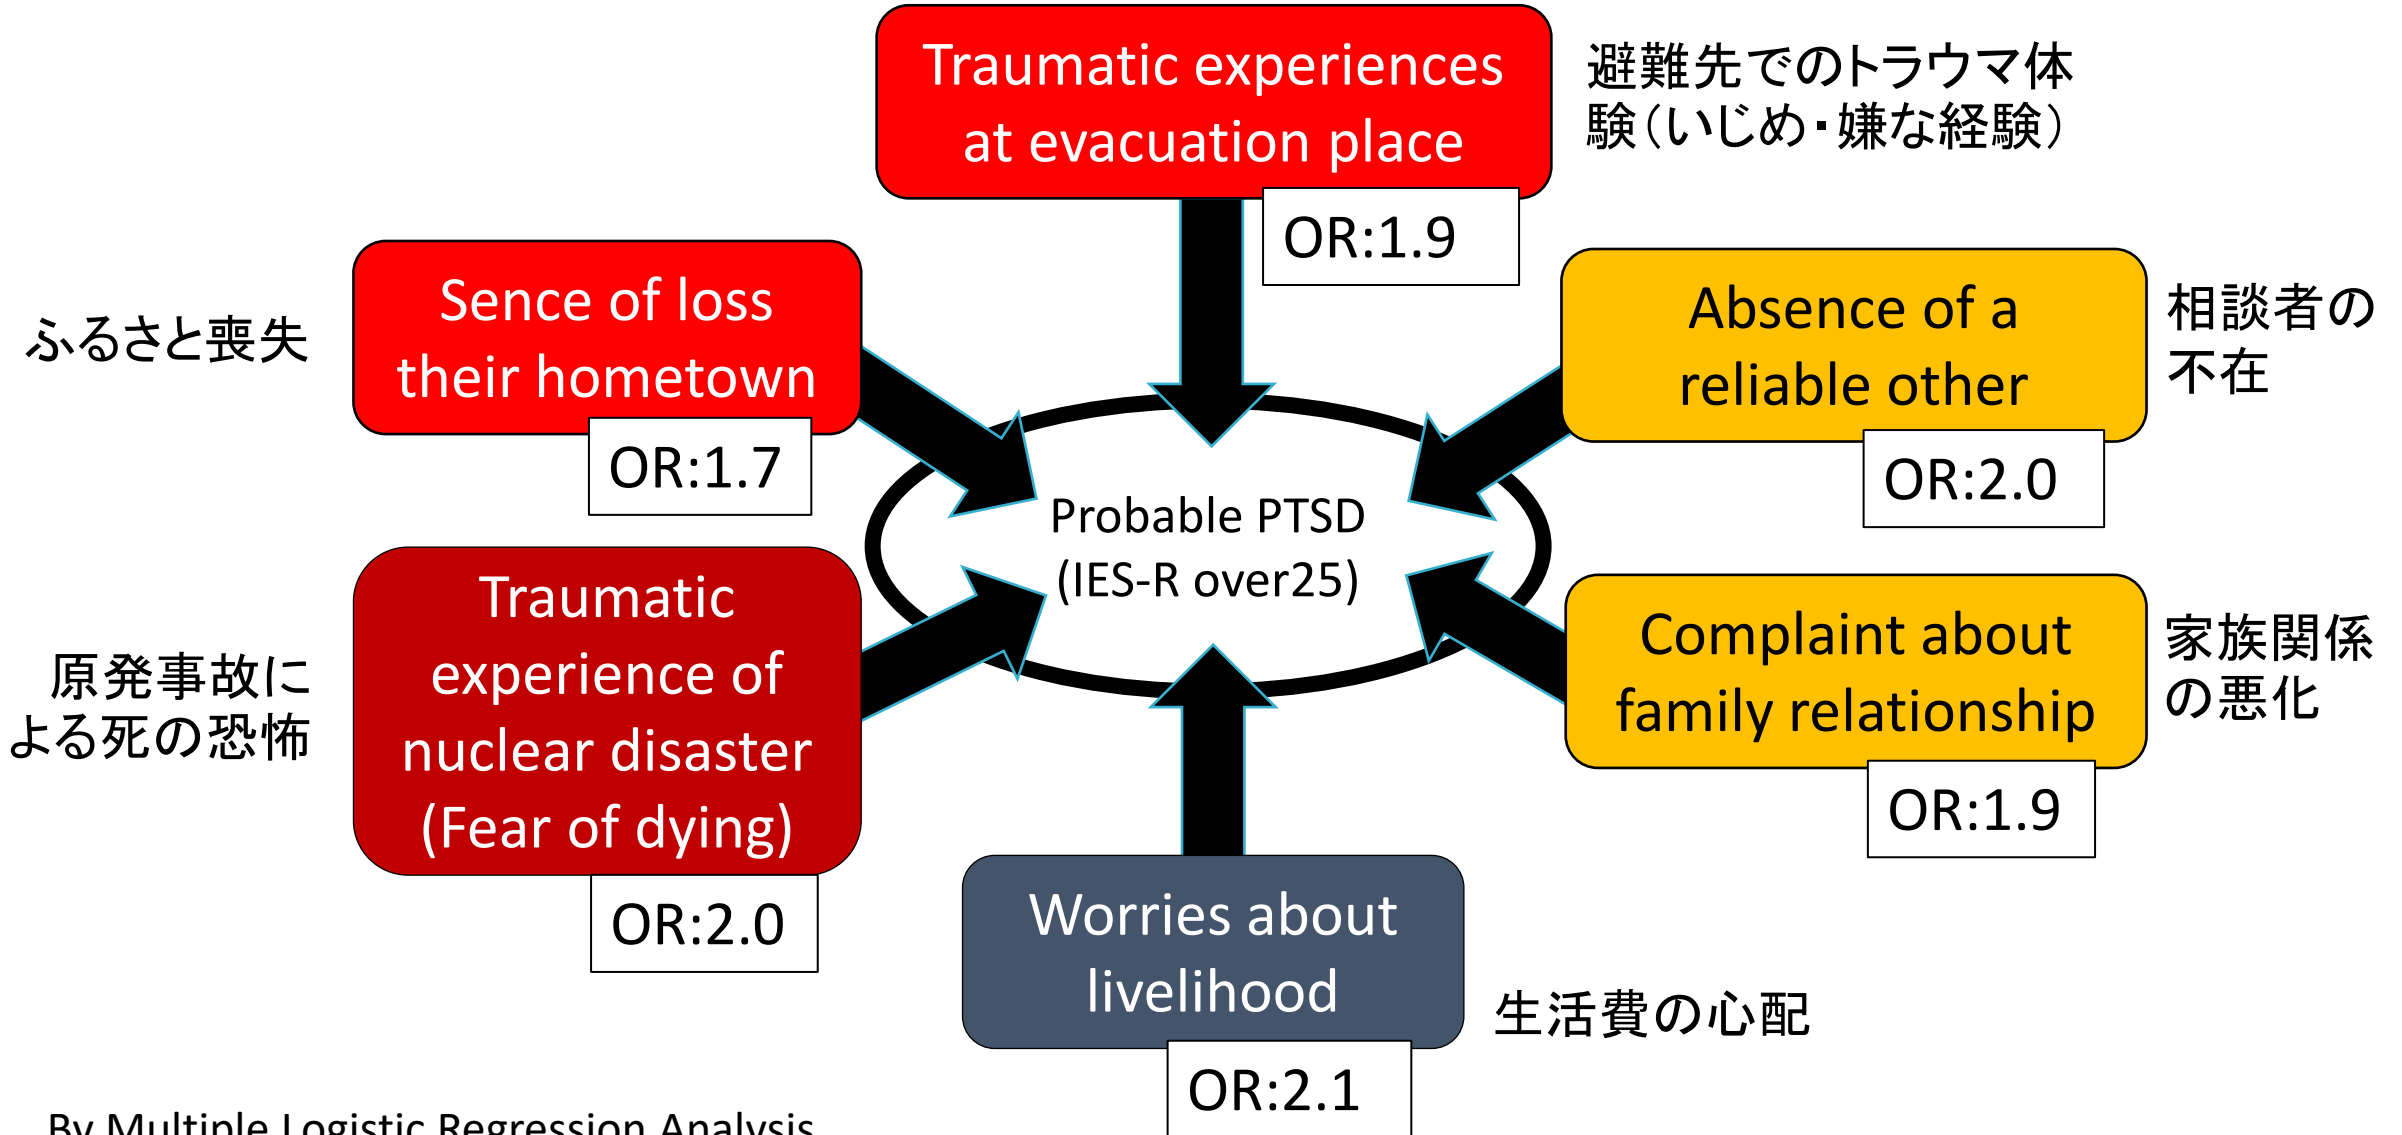 Traumatic experiences
at evacuation place
OR:1.9
避難先でのトラウマ体
験（いじめ・嫌な経験）
Sence of loss
their hometown
OR:1.7
ふるさと喪失
Absence of a
reliable other
OR:2.0
相談者の
不在
Probable PTSD
(IES-R over25)
Traumatic
experience of
nuclear disaster
(Fear of dying)
OR:2.0
原発事故に
よる死の恐怖
Complaint about
family relationship
OR:1.9
家族関係
の悪化
Worries about
livelihood
OR:2.1
生活費の心配
By Multiple Logistic Regression Analysis